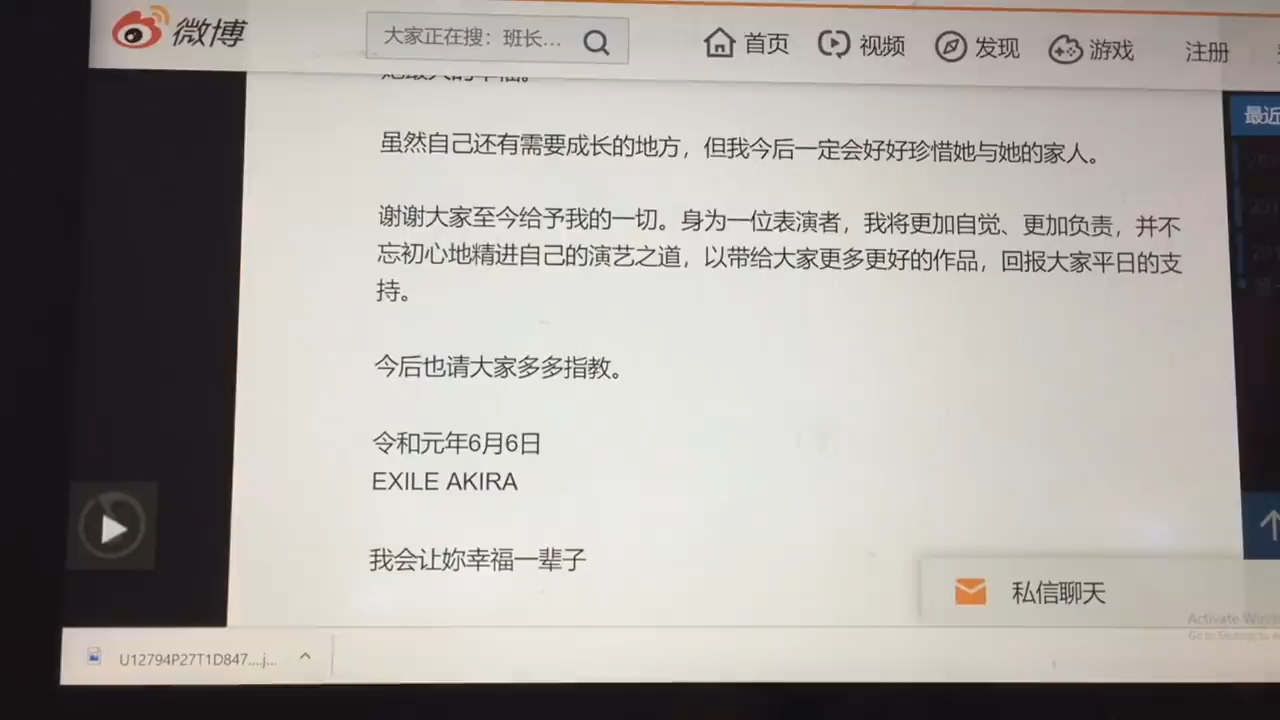 微博
大家正在搜：班长...
首页
视频
发现
游戏
注册
最近
虽然自己还有需要成长的地方，但我今后一定会好好珍惜她与她的家人。
谢谢大家至今给予我的一切。身为一位表演者，我将更加自觉、更加负责，并不
忘初心地精进自己的演艺之道，以带给大家更多更好的作品，回报大家平日的支
持。
今后也请大家多多指教。
令和元年6月6日
EXILE AKIRA
我会让妳幸福一辈子
私信聊天
Activate
U12794P27T1D847....j...